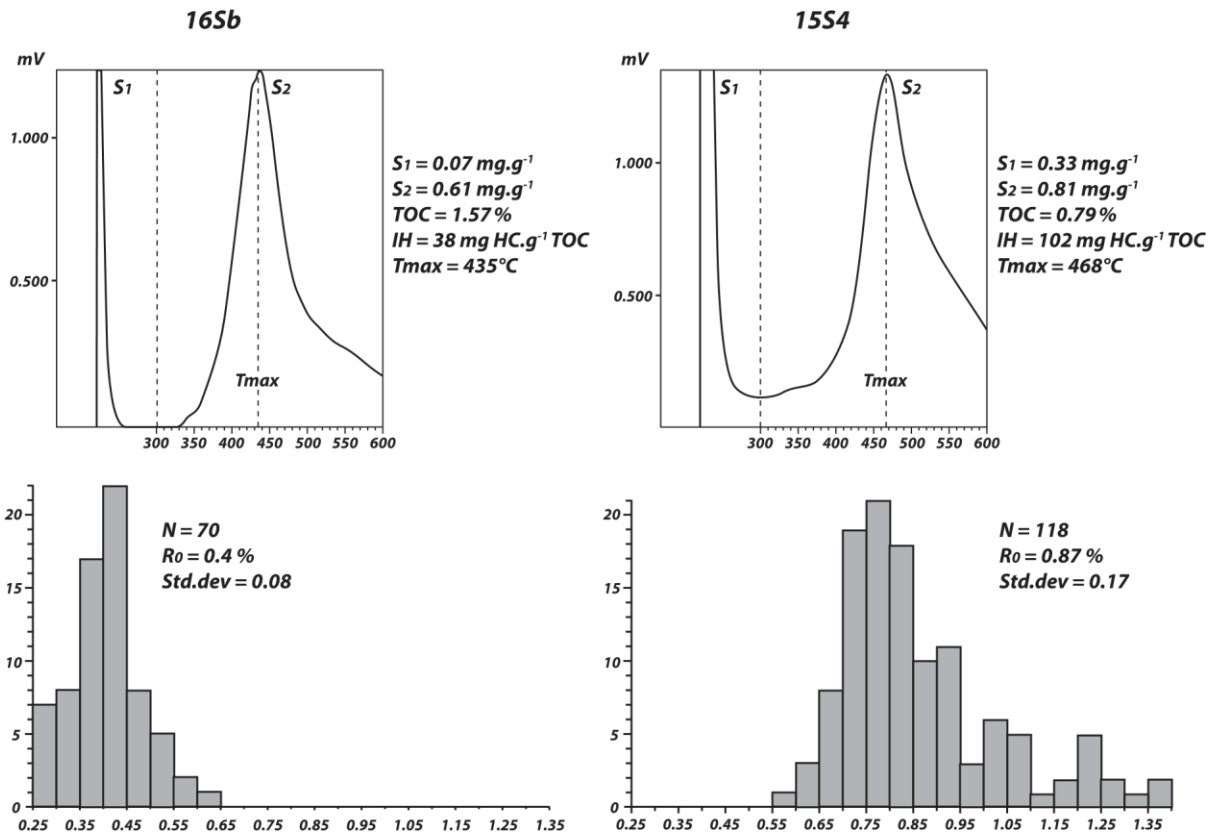 16Sb
mV
S1
S2
1.000
0.500
Tmax
300 350 400 450 500 550 600
S1 = 0.07 mg.g-1
S2 = 0.61 mg.g-1
TOC = 1.57 %
IH = 38 mg HC.g-1 TOC
Tmax = 435°C
15S4
mV
S1
S2
1.000
0.500
Tmax
300 350 400 450 500 550 600
S1 = 0.33 mg.g-1
S2 = 0.81 mg.g-1
TOC = 0.79 %
IH = 102 mg HC.g-1 TOC
Tmax = 468°C
20
15
10
5
0
0.25 0.35 0.45 0.55 0.65 0.75 0.85 0.95 1.05 1.15 1.25 1.35
N = 70
R0 = 0.4 %
Std.dev = 0.08
20
15
10
5
0
0.25 0.35 0.45 0.55 0.65 0.75 0.85 0.95 1.05 1.15 1.25 1.35
N = 118
R0 = 0.87 %
Std.dev = 0.17